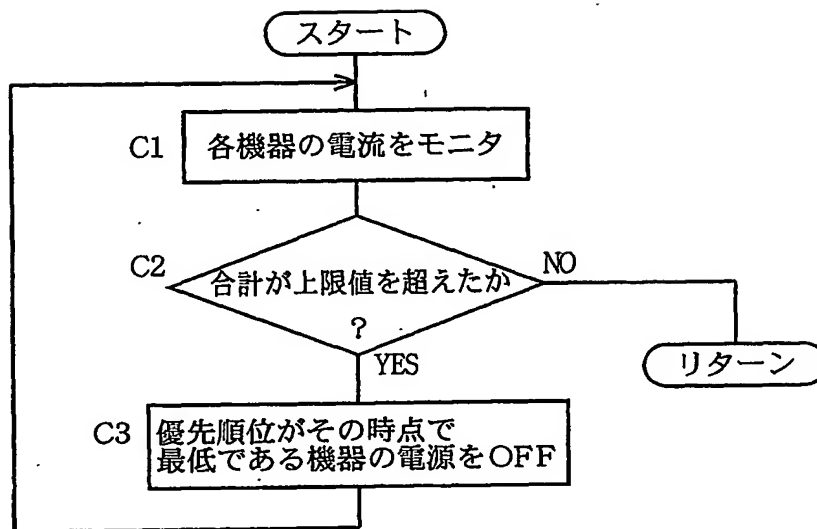 スタート
C1
各機器の電流をモニタ
C2
合計が上限値を超えたか
?
NO
YES
リターン
C3
優先順位がその時点で
最低である機器の電源をOFF